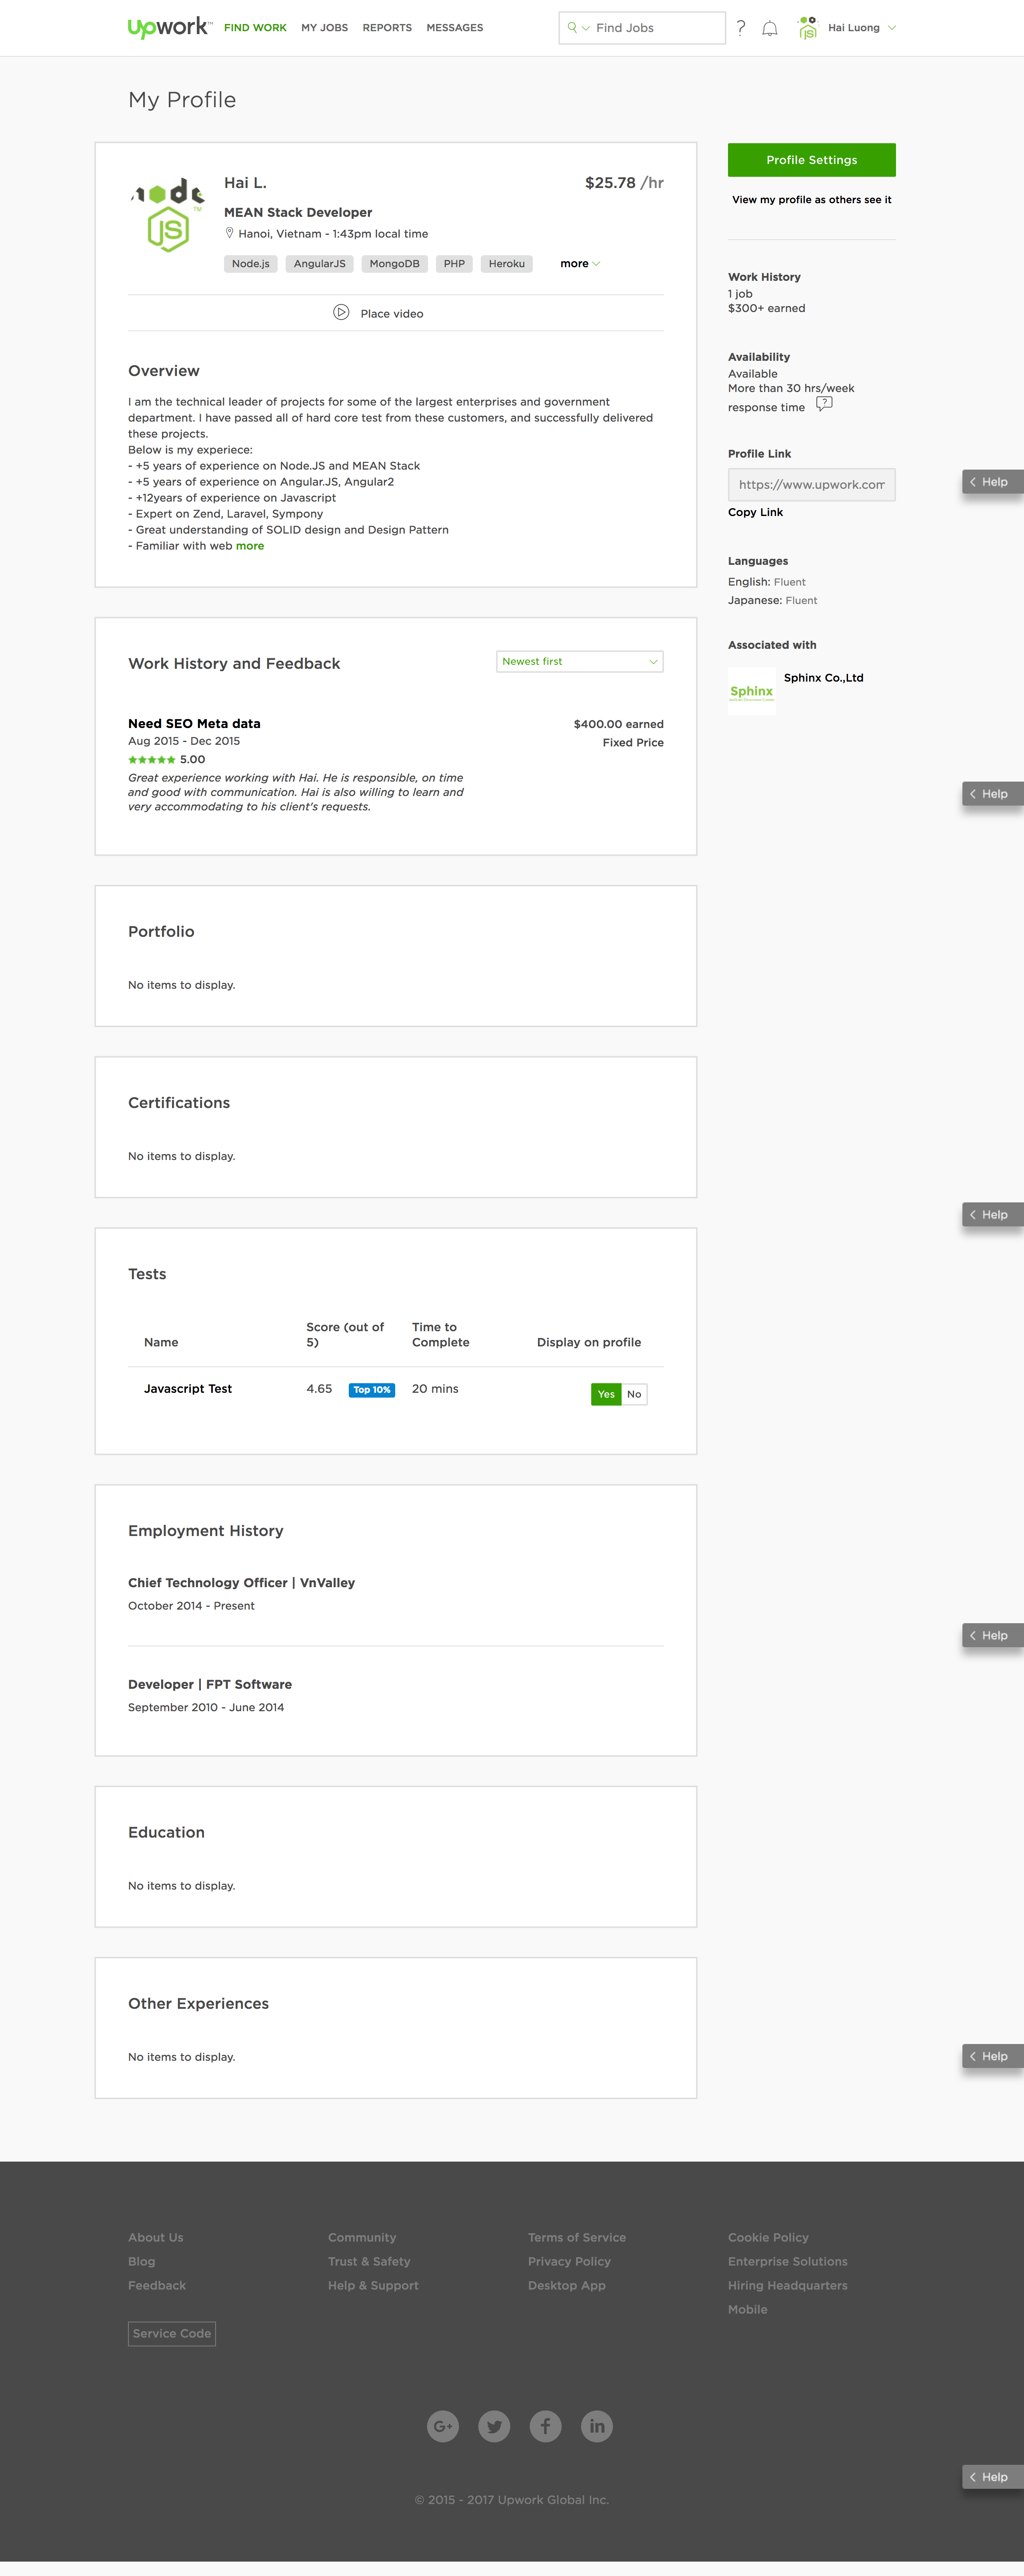 Upwork™ FIND WORK MY JOBS REPORTS MESSAGES Find Jobs ? Hai Luong
My Profile
node JS ™
Hai L. $25.78 /hr
MEAN Stack Developer
Hanoi, Vietnam - 1:43pm local time
Node.js AngularJS MongoDB PHP Heroku more
Place video
Overview
I am the technical leader of projects for some of the largest enterprises and government
department. I have passed all of hard core test from these customers, and successfully delivered
these projects.
Below is my experiece:
- +5 years of experience on Node.JS and MEAN Stack
- +5 years of experience on Angular.JS, Angular2
- +12years of experience on Javascript
- Expert on Zend, Laravel, Sympony
- Great understanding of SOLID design and Design Pattern
- Familiar with web more
Profile Settings
View my profile as others see it
Work History
1 job
$300+ earned
Availability
Available
More than 30 hrs/week
response time ?
Profile Link
https://www.upwork.com
Copy Link
Languages
English: Fluent
Japanese: Fluent
Associated with
Sphinx
Sphinx Co.,Ltd
Help
Work History and Feedback Newest first
Need SEO Meta data $400.00 earned
Aug 2015 - Dec 2015 Fixed Price
5.00
Great experience working with Hai. He is responsible, on time
and good with communication. Hai is also willing to learn and
very accommodating to his client's requests.
Help
Portfolio
No items to display.
Certifications
No items to display.
Help
Tests
Name Score (out of 5) Time to Complete Display on profile
Javascript Test 4.65 Top 10% 20 mins Yes No
Employment History
Chief Technology Officer | VnValley
October 2014 - Present
Help
Developer | FPT Software
September 2010 - June 2014
Education
No items to display.
Other Experiences
No items to display.
Help
About Us Community Terms of Service Cookie Policy
Blog Trust & Safety Privacy Policy Enterprise Solutions
Feedback Help & Support Desktop App Hiring Headquarters
Mobile
Service Code
G+ f in
Help
© 2015 - 2017 Upwork Global Inc.